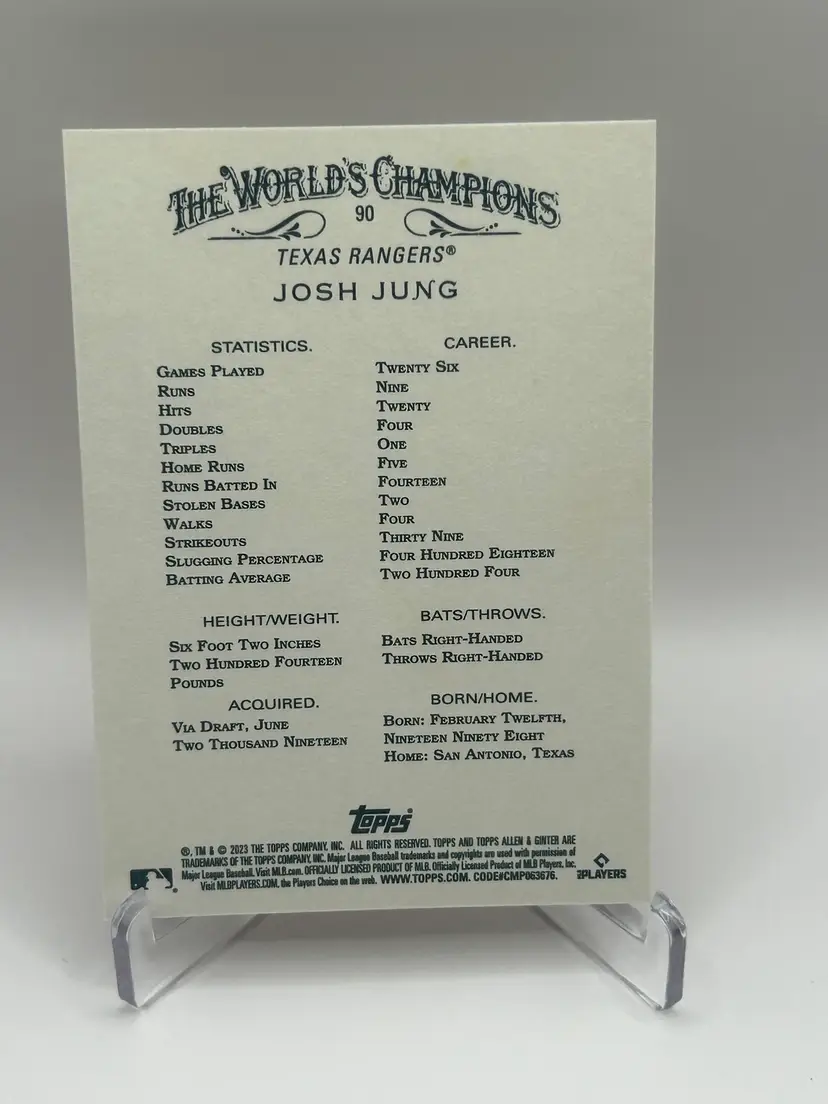 THE WORLD'S CHAMPIONS
90
TEXAS RANGERS®
JOSH JUNG
STATISTICS. CAREER.
GAMES PLAYED TWENTY SIX
RUNS NINE
HITS TWENTY
DOUBLES FOUR
TRIPLES ONE
HOME RUNS FIVE
RUNS BATTED IN FOURTEEN
STOLEN BASES TWO
WALKS FOUR
STRIKEOUTS THIRTY NINE
SLUGGING PERCENTAGE FOUR HUNDRED EIGHTEEN
BATTING AVERAGE TWO HUNDRED FOUR
HEIGHT/WEIGHT.
SIX FOOT TWO INCHES
TWO HUNDRED FOURTEEN
POUNDS
BATS/THROWS.
BATS RIGHT-HANDED
THROWS RIGHT-HANDED
ACQUIRED.
VIA DRAFT, JUNE
TWO THOUSAND NINETEEN
BORN/HOME.
BORN: FEBRUARY TWELFTH,
NINETEEN NINETY EIGHT
HOME: SAN ANTONIO, TEXAS
topps
®, TM & © 2023 THE TOPPS COMPANY, INC. ALL RIGHTS RESERVED. TOPPS AND TOPPS ALLEN & GINTER ARE
TRADEMARKS OF THE TOPPS COMPANY, INC. Major League Baseball trademarks and copyrights are used with permission of
Major League Baseball. Visit MLB.com. OFFICIALLY LICENSED PRODUCT OF MLB. Officially Licensed Product of MLB Players, Inc.
Visit MLBPLAYERS.COM, the Players Choice on the web. WWW.TOPPS.COM. CODE#CMP063676.
PLAYERS